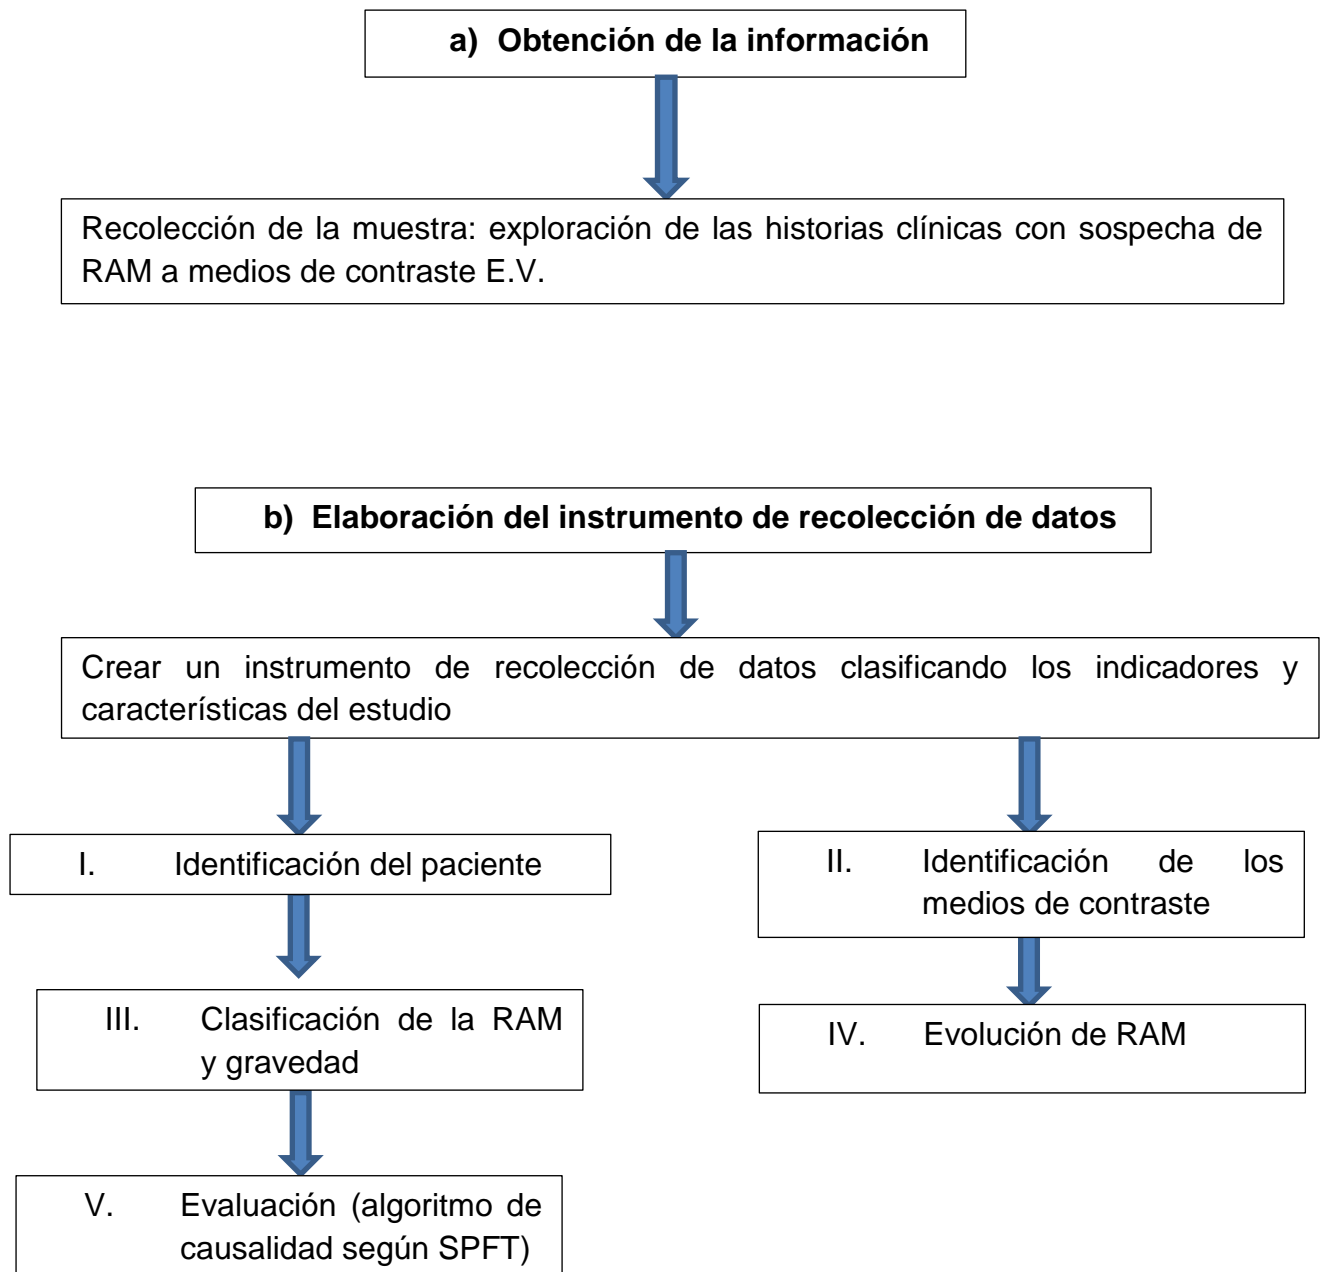 a) Obtención de la información
Recolección de la muestra: exploración de las historias clínicas con sospecha de
RAM a medios de contraste E.V.
b) Elaboración del instrumento de recolección de datos
Crear un instrumento de recolección de datos clasificando los indicadores y
características del estudio
I. Identificación del paciente
II. Identificación de los
medios de contraste
III. Clasificación de la RAM
y gravedad
IV. Evolución de RAM
V. Evaluación (algoritmo de
causalidad según SPFT)